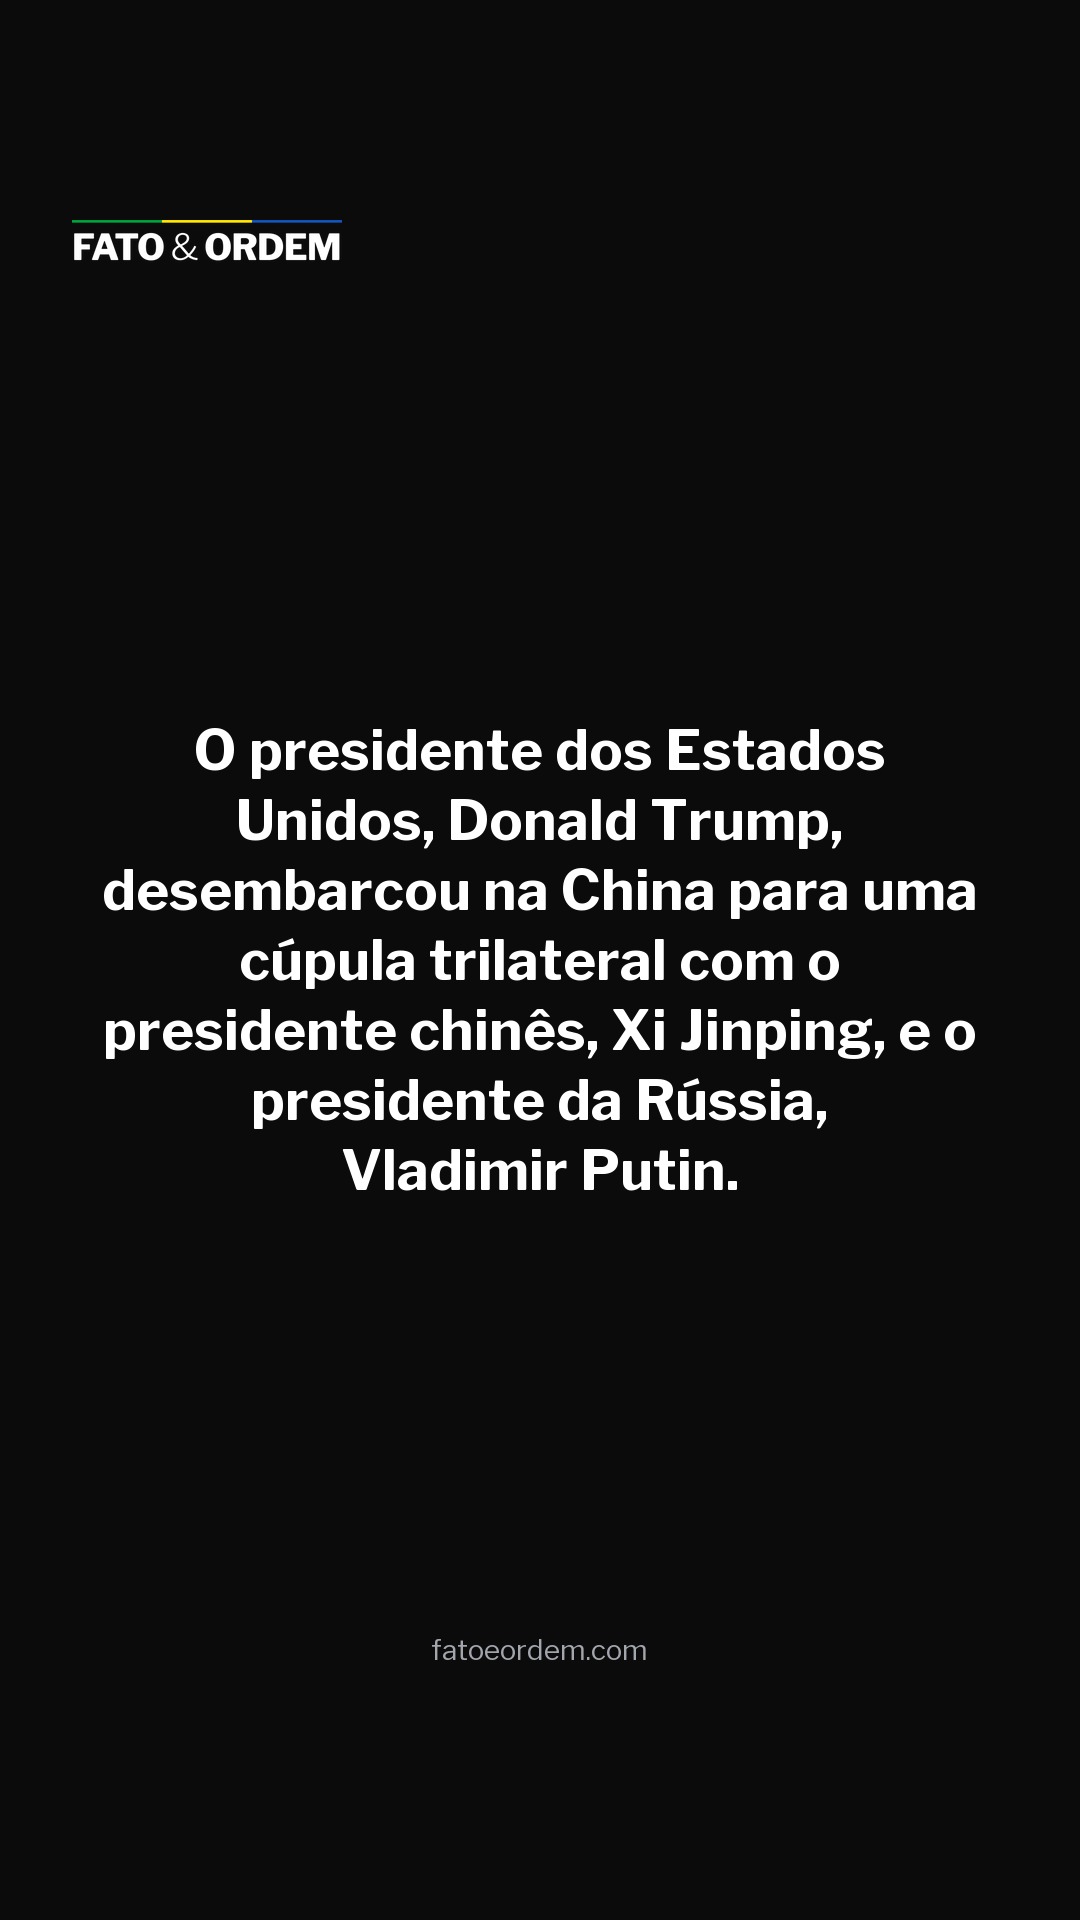 FATO & ORDEM
O presidente dos Estados
Unidos, Donald Trump,
desembarcou na China para uma
cúpula trilateral com o
presidente chinês, Xi Jinping, e o
presidente da Rússia,
Vladimir Putin.
fatoeordem.com